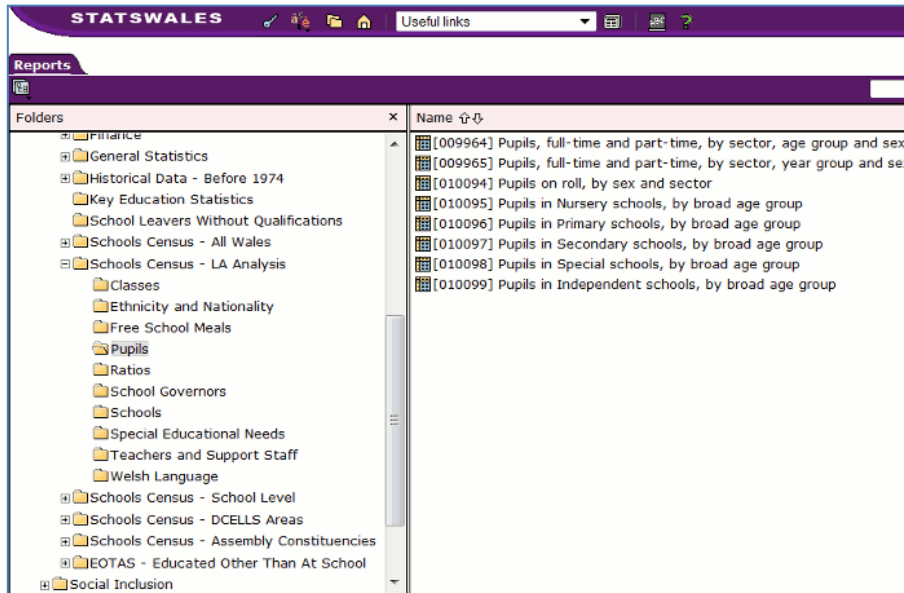 STATSWALES
Useful links
Reports
Folders
Finance
General Statistics
Historical Data - Before 1974
Key Education Statistics
School Leavers Without Qualifications
Schools Census - All Wales
Schools Census - LA Analysis
Classes
Ethnicity and Nationality
Free School Meals
Pupils
Ratios
School Governors
Schools
Special Educational Needs
Teachers and Support Staff
Welsh Language
Schools Census - School Level
Schools Census - DCELLS Areas
Schools Census - Assembly Constituencies
EOTAS - Educated Other Than At School
Social Inclusion
Name
[009964] Pupils, full-time and part-time, by sector, age group and sex
[009965] Pupils, full-time and part-time, by sector, year group and se
[010094] Pupils on roll, by sex and sector
[010095] Pupils in Nursery schools, by broad age group
[010096] Pupils in Primary schools, by broad age group
[010097] Pupils in Secondary schools, by broad age group
[010098] Pupils in Special schools, by broad age group
[010099] Pupils in Independent schools, by broad age group